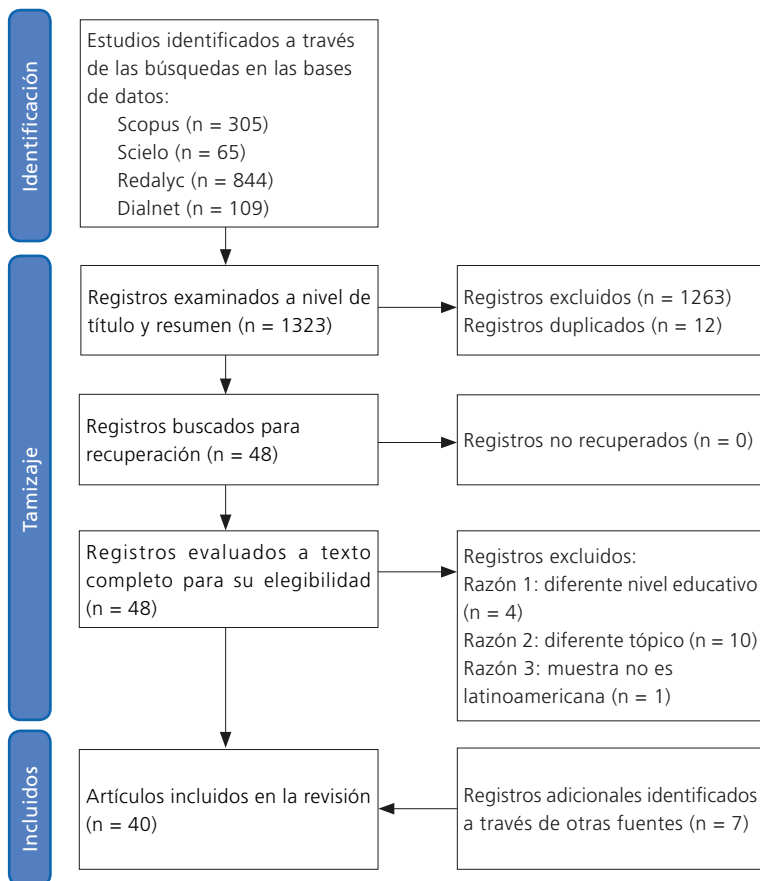 Identificación
Estudios identificados a través
de las búsquedas en las bases
de datos:
Scopus (n = 305)
Scielo (n = 65)
Redalyc (n = 844)
Dialnet (n = 109)
Tamizaje
Registros examinados a nivel de
título y resumen (n = 1323)
Registros excluidos (n = 1263)
Registros duplicados (n = 12)
Registros buscados para
recuperación (n = 48)
Registros no recuperados (n = 0)
Registros evaluados a texto
completo para su elegibilidad
(n = 48)
Registros excluidos:
Razón 1: diferente nivel educativo
(n = 4)
Razón 2: diferente tópico (n = 10)
Razón 3: muestra no es
latinoamericana (n = 1)
Incluidos
Artículos incluidos en la revisión
(n = 40)
Registros adicionales identificados
a través de otras fuentes (n = 7)